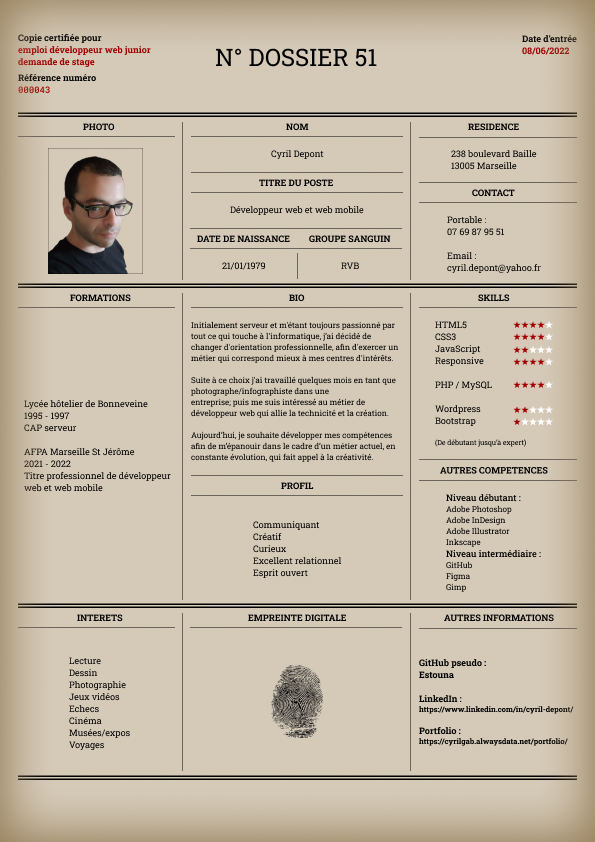 Copie certifiée pour
emploi développeur web junior
demande de stage
Référence numéro
000043
N° DOSSIER 51
Date d'entrée
08/06/2022
PHOTO
NOM
Cyril Depont
TITRE DU POSTE
Développeur web et web mobile
DATE DE NAISSANCE
GROUPE SANGUIN
21/01/1979
RVB
RESIDENCE
238 boulevard Baille
13005 Marseille
CONTACT
Portable :
07 69 87 95 51
Email :
cyril.depont@yahoo.fr
FORMATIONS
Lycée hôtelier de Bonneveine
1995 - 1997
CAP serveur
AFPA Marseille St Jérôme
2021 - 2022
Titre professionnel de développeur
web et web mobile
BIO
Initialement serveur et m'étant toujours passionné par
tout ce qui touche à l'informatique, j'ai décidé de
changer d'orientation professionnelle, afin d'exercer un
métier qui correspond mieux à mes centres d'intérêts.
Suite à ce choix j'ai travaillé quelques mois en tant que
photographe/infographiste dans une
entreprise; puis me suis intéressé au métier de
développeur web qui allie la technicité et la création.
Aujourd'hui, je souhaite développer mes compétences
afin de m'épanouir dans le cadre d'un métier actuel, en
constante évolution, qui fait appel à la créativité.
PROFIL
Communiquant
Créatif
Curieux
Excellent relationnel
Esprit ouvert
SKILLS
HTML5 ★★★★★
CSS3 ★★★★★
JavaScript ★★★★★
Responsive ★★★★★
PHP / MySQL ★★★★★
Wordpress ★★★★★
Bootstrap ★★★★★
(De débutant jusqu'à expert)
AUTRES COMPETENCES
Niveau débutant :
Adobe Photoshop
Adobe InDesign
Adobe Illustrator
Inkscape
Niveau intermédiaire :
GitHub
Figma
Gimp
INTERETS
Lecture
Dessin
Photographie
Jeux vidéos
Echecs
Cinéma
Musées/expos
Voyages
EMPREINTE DIGITALE
AUTRES INFORMATIONS
GitHub pseudo :
Estouna
LinkedIn :
https://www.linkedin.com/in/cyril-depont/
Portfolio :
https://cyrilgab.alwaysdata.net/portfolio/